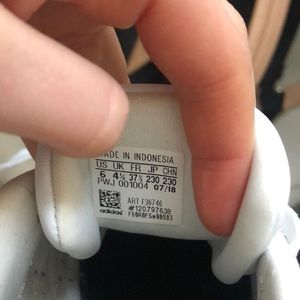 MADE IN INDONESIA
US UK FR JP CHN
6 4½ 37⅓ 230 230
PWJ 001004 07/18
ART F36746
#120797638
adidas